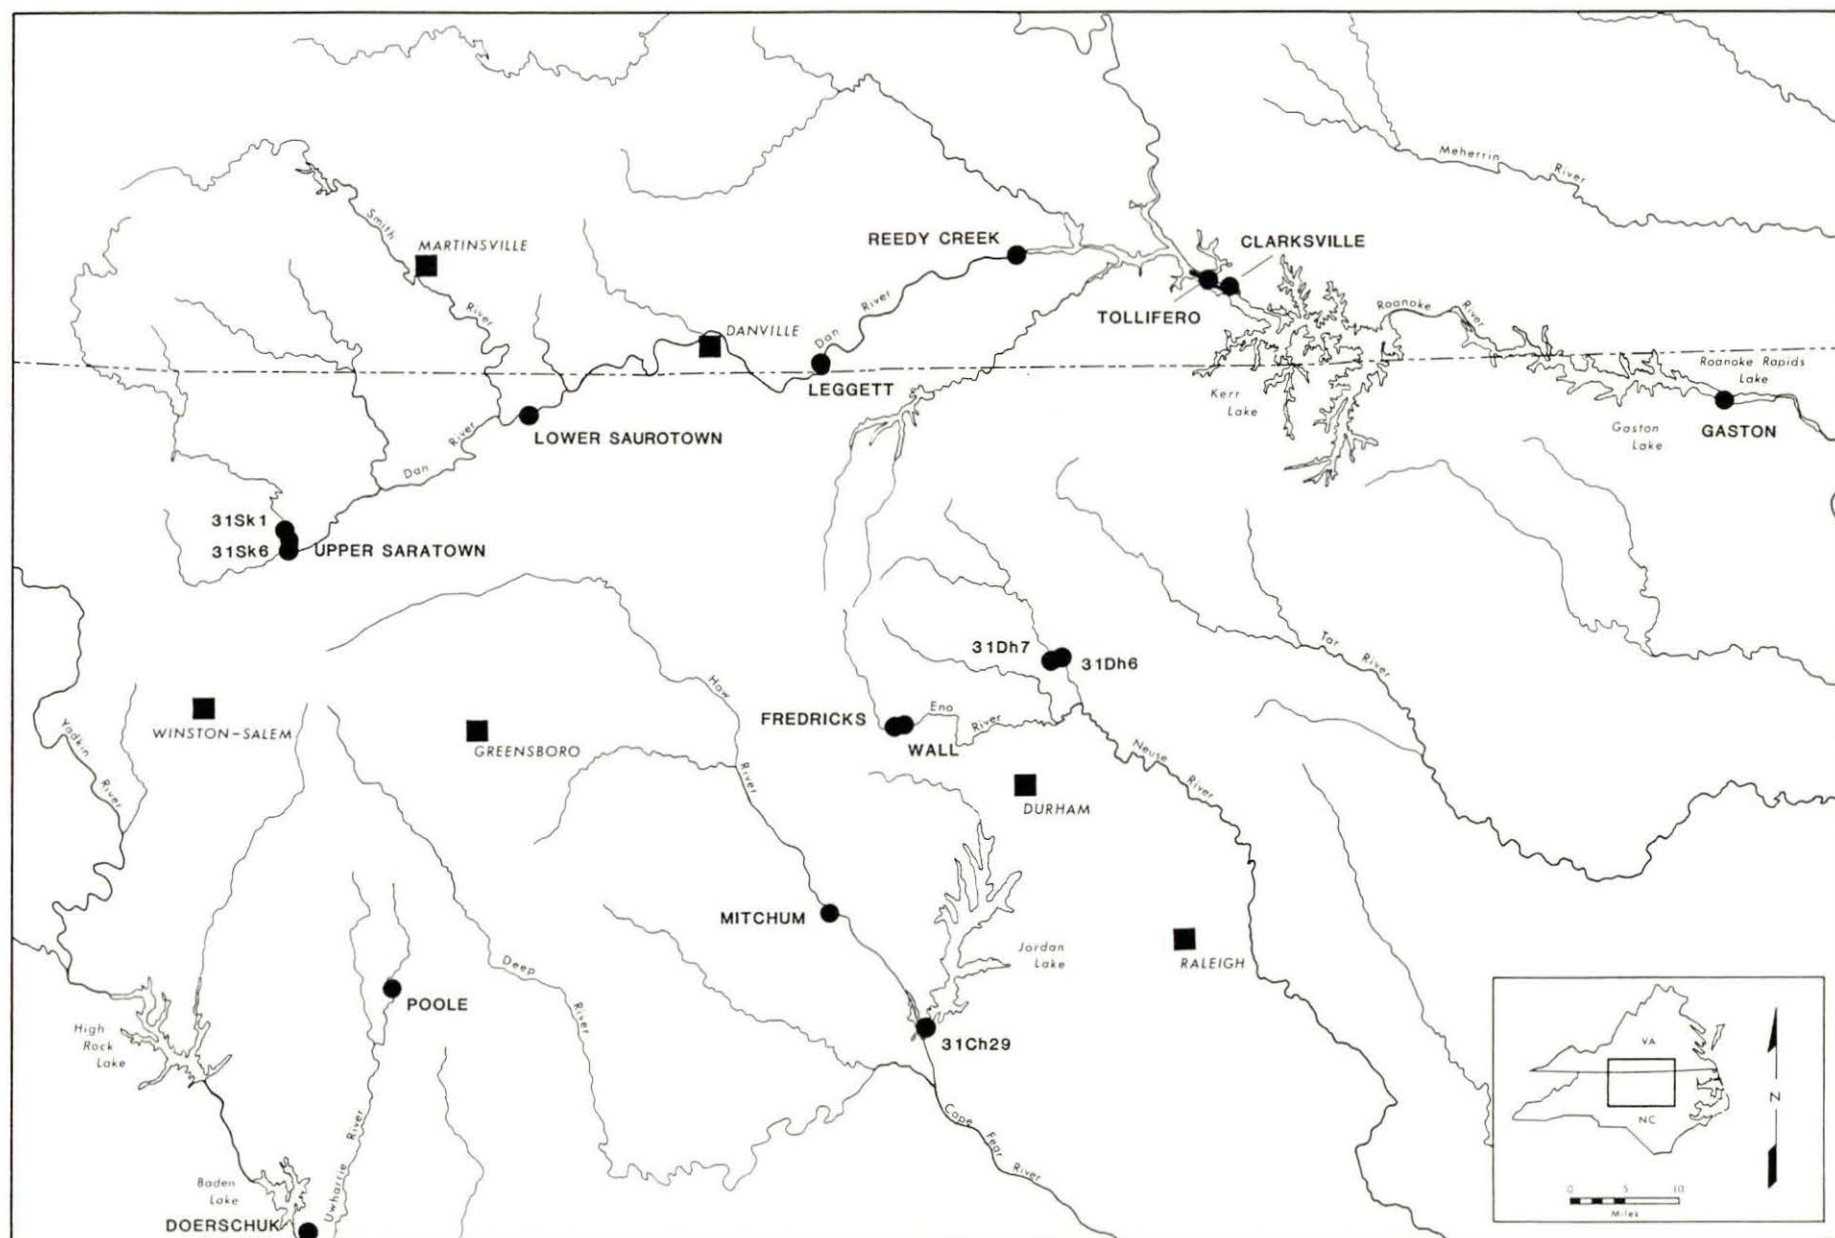 Meherrin
River
Smith
River
MARTINSVILLE
REEDY CREEK
CLARKSVILLE
TOLLIFERO
Roanoke
River
DANVILLE
Dan
River
LEGGETT
Kerr
Lake
Roanoke Rapids
Lake
Gaston
Lake
GASTON
Dan
River
LOWER SAUROTOWN
31Sk1
31Sk6
UPPER SARATOWN
Yadkin
River
WINSTON-SALEM
GREENSBORO
Haw
River
FREDRICKS
WALL
Eno
River
31Dh7
31Dh6
Tar
River
Neuse
River
DURHAM
MITCHUM
Jordan
Lake
RALEIGH
Deep
River
POOLE
High
Rock
Lake
31Ch29
Cape
Fear
River
Baden
Lake
Uwharrie
River
DOERSCHUK
VA
NC
N
0 5 10
Miles